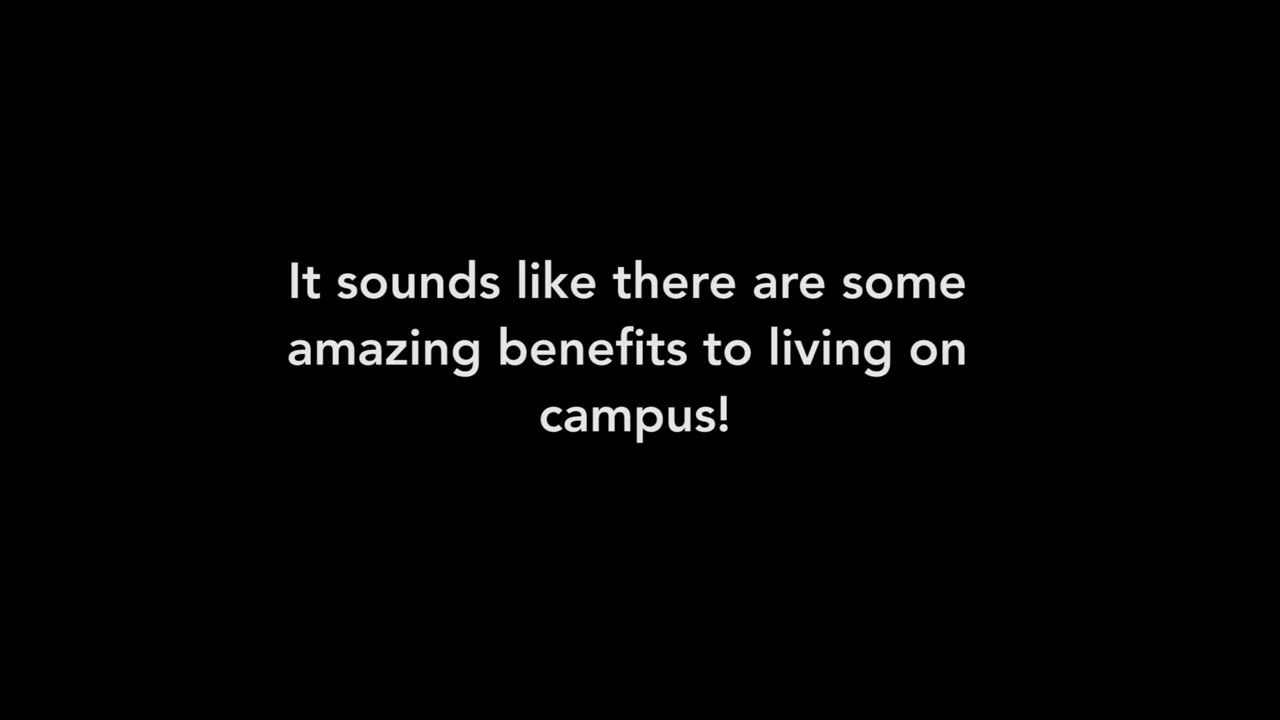 It sounds like there are some
amazing benefits to living on
campus!